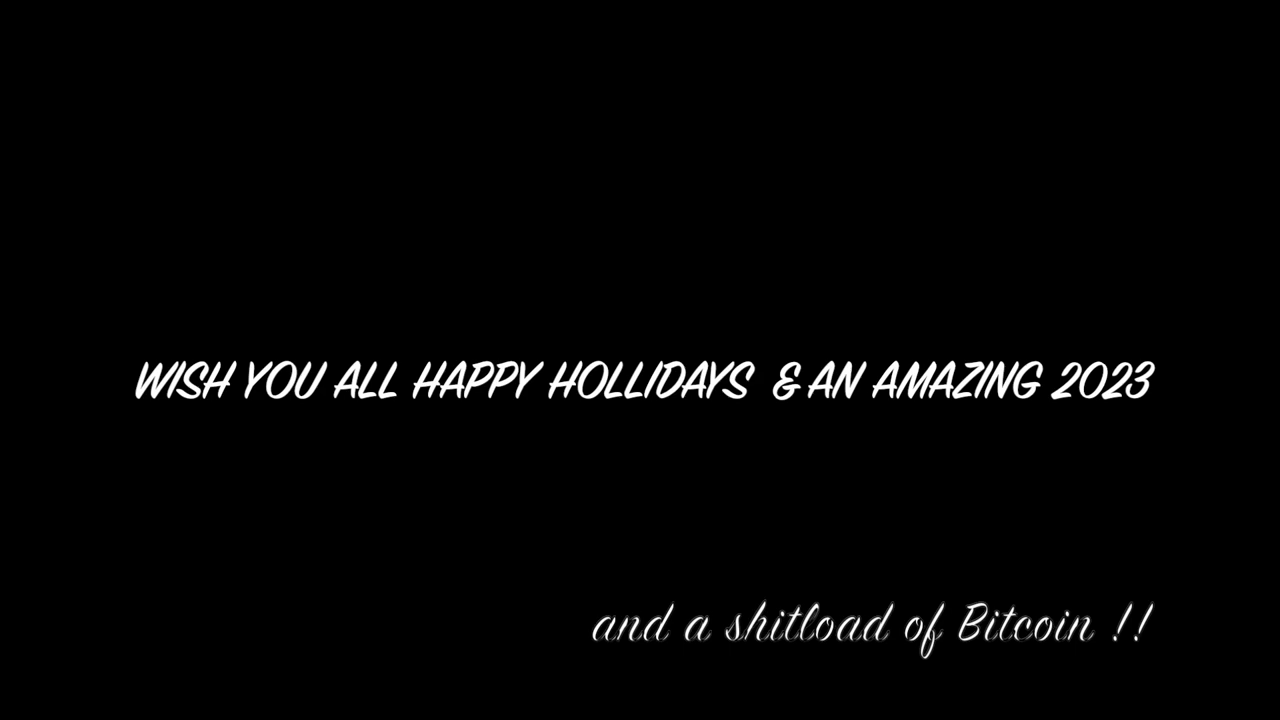 WISH YOU ALL HAPPY HOLLIDAYS & AN AMAZING 2023
and a shitload of Bitcoin !!